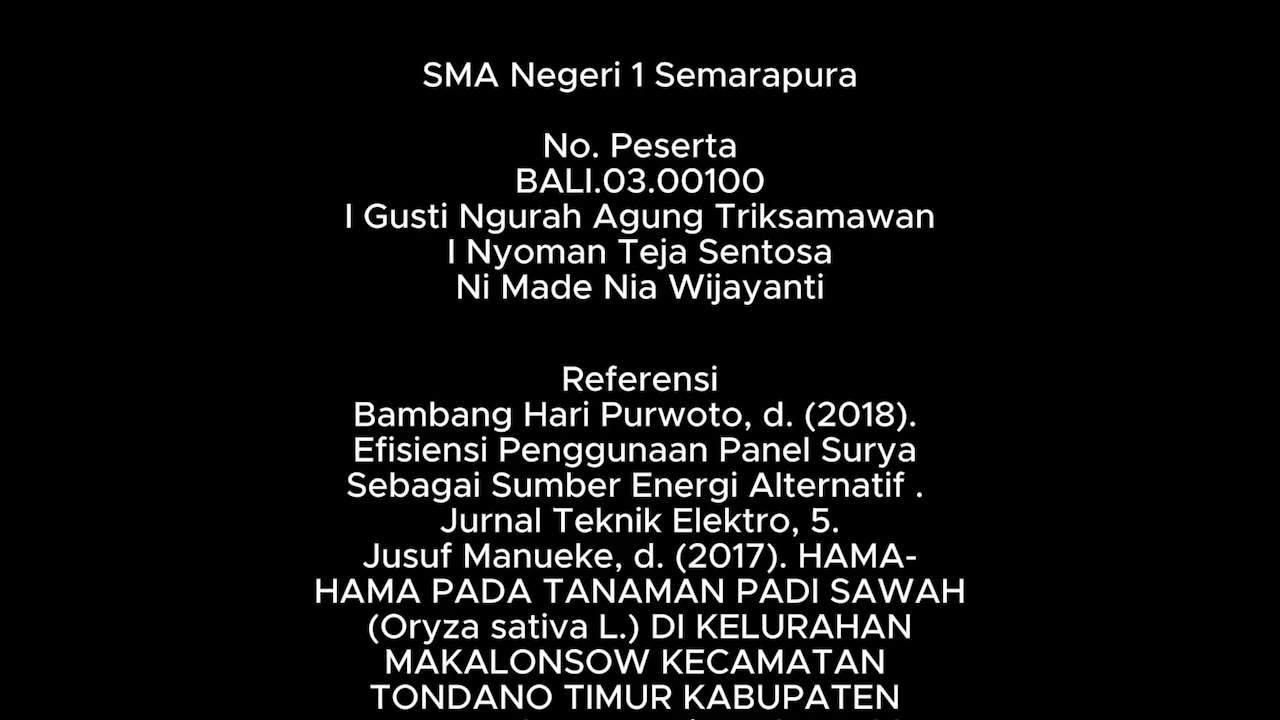 SMA Negeri 1 Semarapura
No. Peserta
BALI.03.00100
I Gusti Ngurah Agung Triksamawan
I Nyoman Teja Sentosa
Ni Made Nia Wijayanti
Referensi
Bambang Hari Purwoto, d. (2018).
Efisiensi Penggunaan Panel Surya
Sebagai Sumber Energi Alternatif .
Jurnal Teknik Elektro, 5.
Jusuf Manueke, d. (2017). HAMA-
HAMA PADA TANAMAN PADI SAWAH
(Oryza sativa L.) DI KELURAHAN
MAKALONSOW KECAMATAN
TONDANO TIMUR KABUPATEN